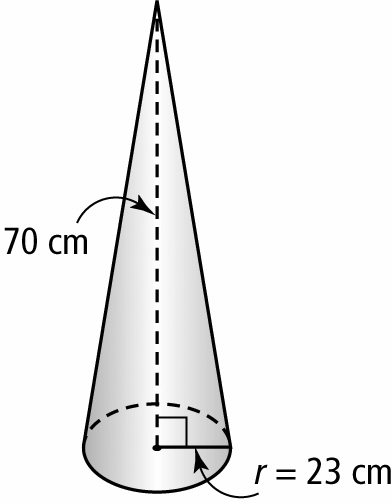 70 cm
r = 23 cm